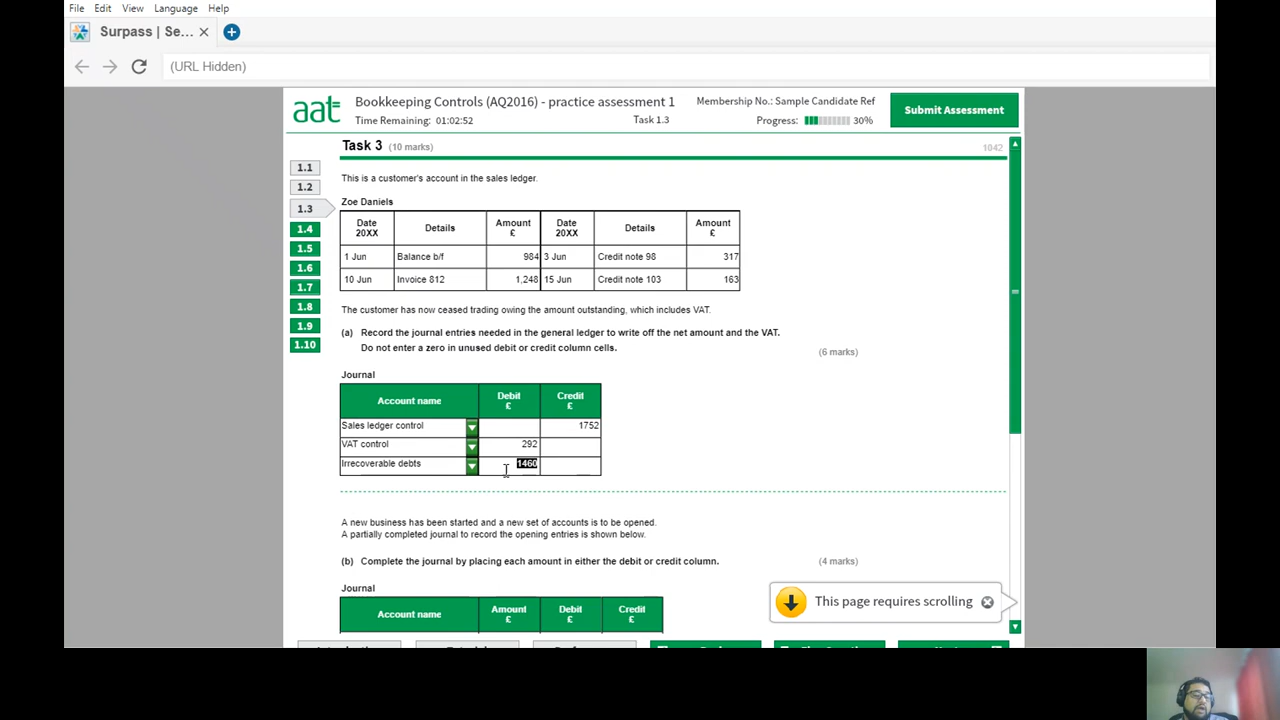 File Edit View Language Help
Surpass | Se...
(URL Hidden)
aat
Bookkeeping Controls (AQ2016) - practice assessment 1
Membership No.: Sample Candidate Ref
Submit Assessment
Time Remaining: 01:02:52
Task 1.3
Progress: 30%
Task 3 (10 marks)
1042
1.1
1.2
1.3
1.4
1.5
1.6
1.7
1.8
1.9
1.10
This is a customer's account in the sales ledger.
Zoe Daniels
Date 20XX Details Amount £ Date 20XX Details Amount £
1 Jun Balance b/f 984 3 Jun Credit note 98 317
10 Jun Invoice 812 1,248 15 Jun Credit note 103 163
The customer has now ceased trading owing the amount outstanding, which includes VAT.
(a) Record the journal entries needed in the general ledger to write off the net amount and the VAT.
Do not enter a zero in unused debit or credit column cells.
(6 marks)
Journal
Account name Debit £ Credit £
Sales ledger control 1752
VAT control 292
Irrecoverable debts 1460
A new business has been started and a new set of accounts is to be opened.
A partially completed journal to record the opening entries is shown below.
(b) Complete the journal by placing each amount in either the debit or credit column. (4 marks)
Journal
Account name Amount £ Debit £ Credit £
This page requires scrolling